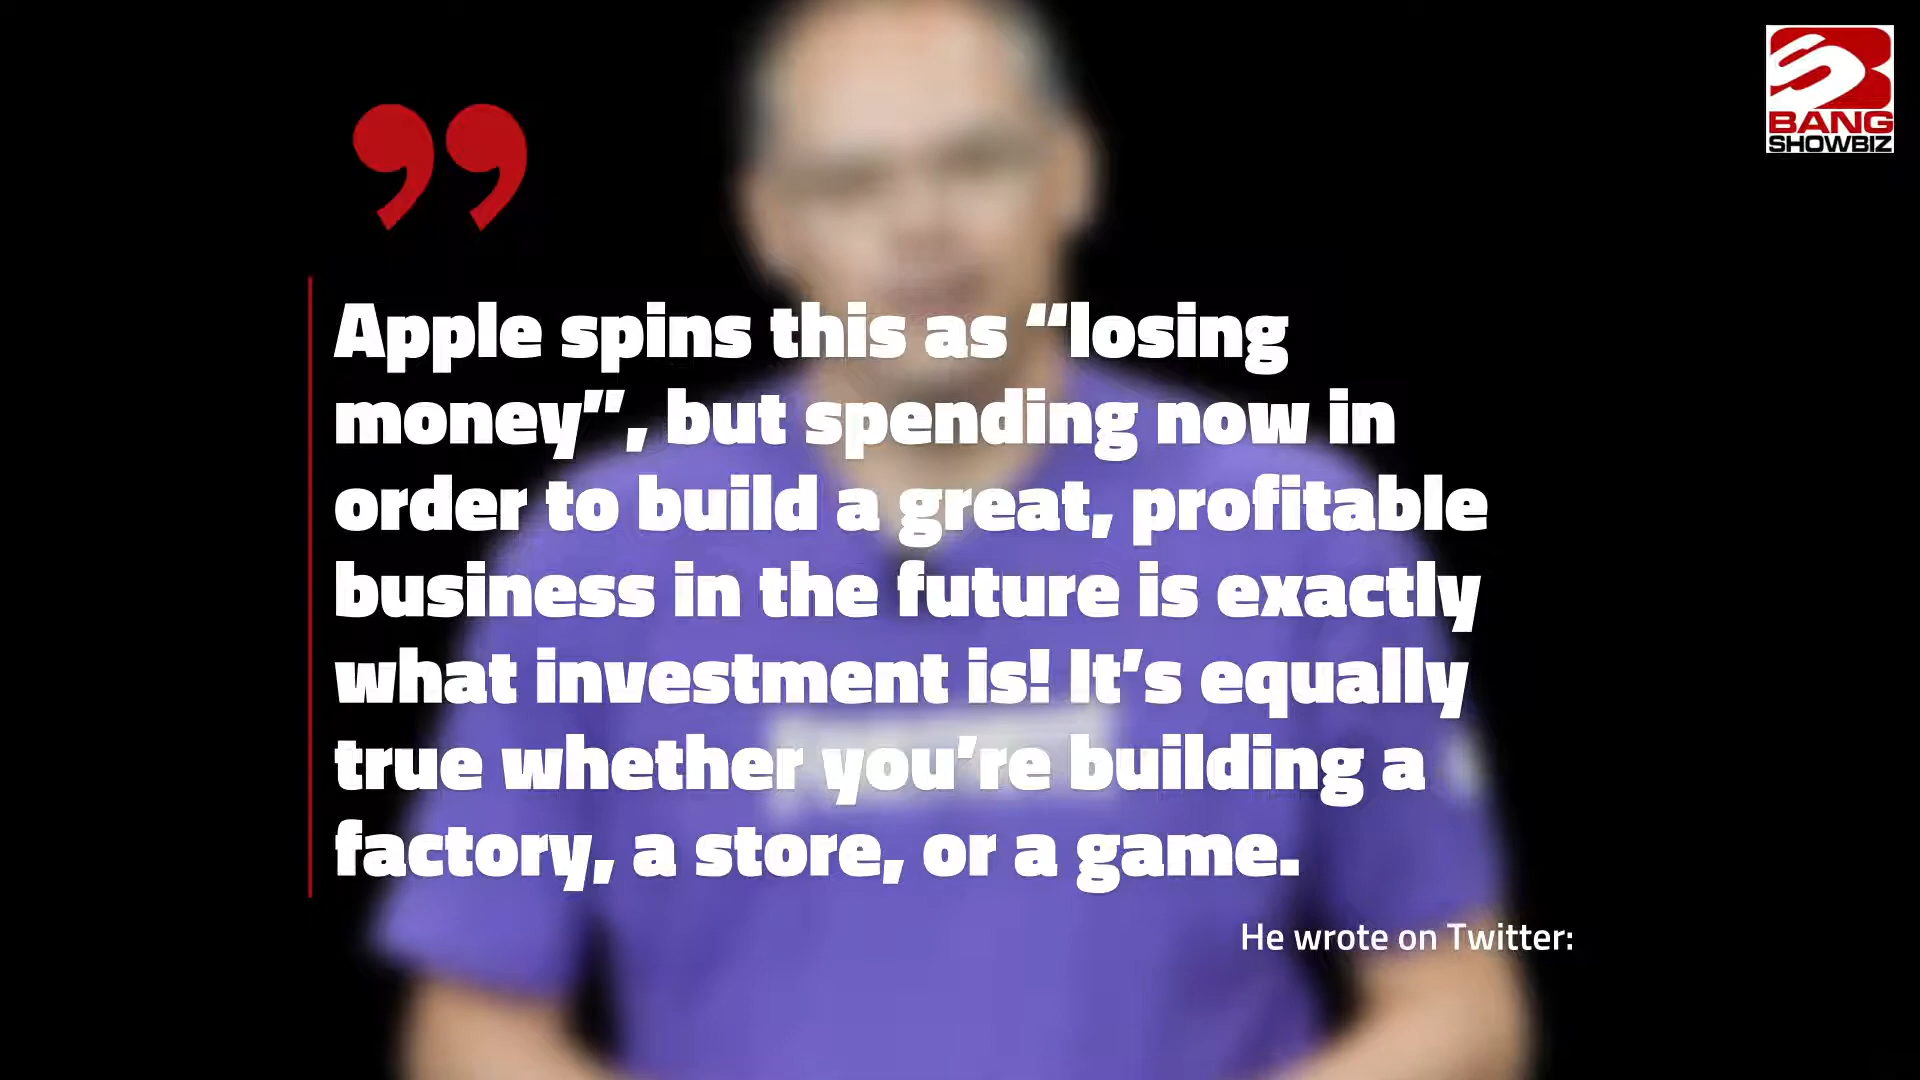 BANG
SHOWBIZ
Apple spins this as “losing
money”, but spending now in
order to build a great, profitable
business in the future is exactly
what investment is! It’s equally
true whether you’re building a
factory, a store, or a game.
He wrote on Twitter: